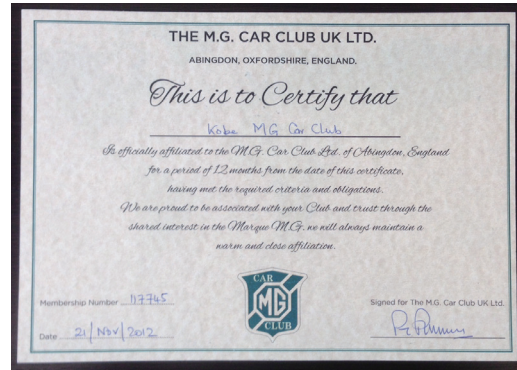 THE M.G. CAR CLUB UK LTD.
ABINGDON, OXFORDSHIRE, ENGLAND.
This is to Certify that
Kobe MG Car Club
Is officially affiliated to the M.G. Car Club Ltd. of Abingdon, England
for a period of 12 months from the date of this certificate,
having met the required criteria and obligations.
We are proud to be associated with your Club and trust through the
shared interest in the Marque M.G. we will always maintain a
warm and close affiliation.
CAR
MG
CLUB
Membership Number 117745
Signed for The M.G. Car Club UK Ltd.
Date 21/Nov/2012